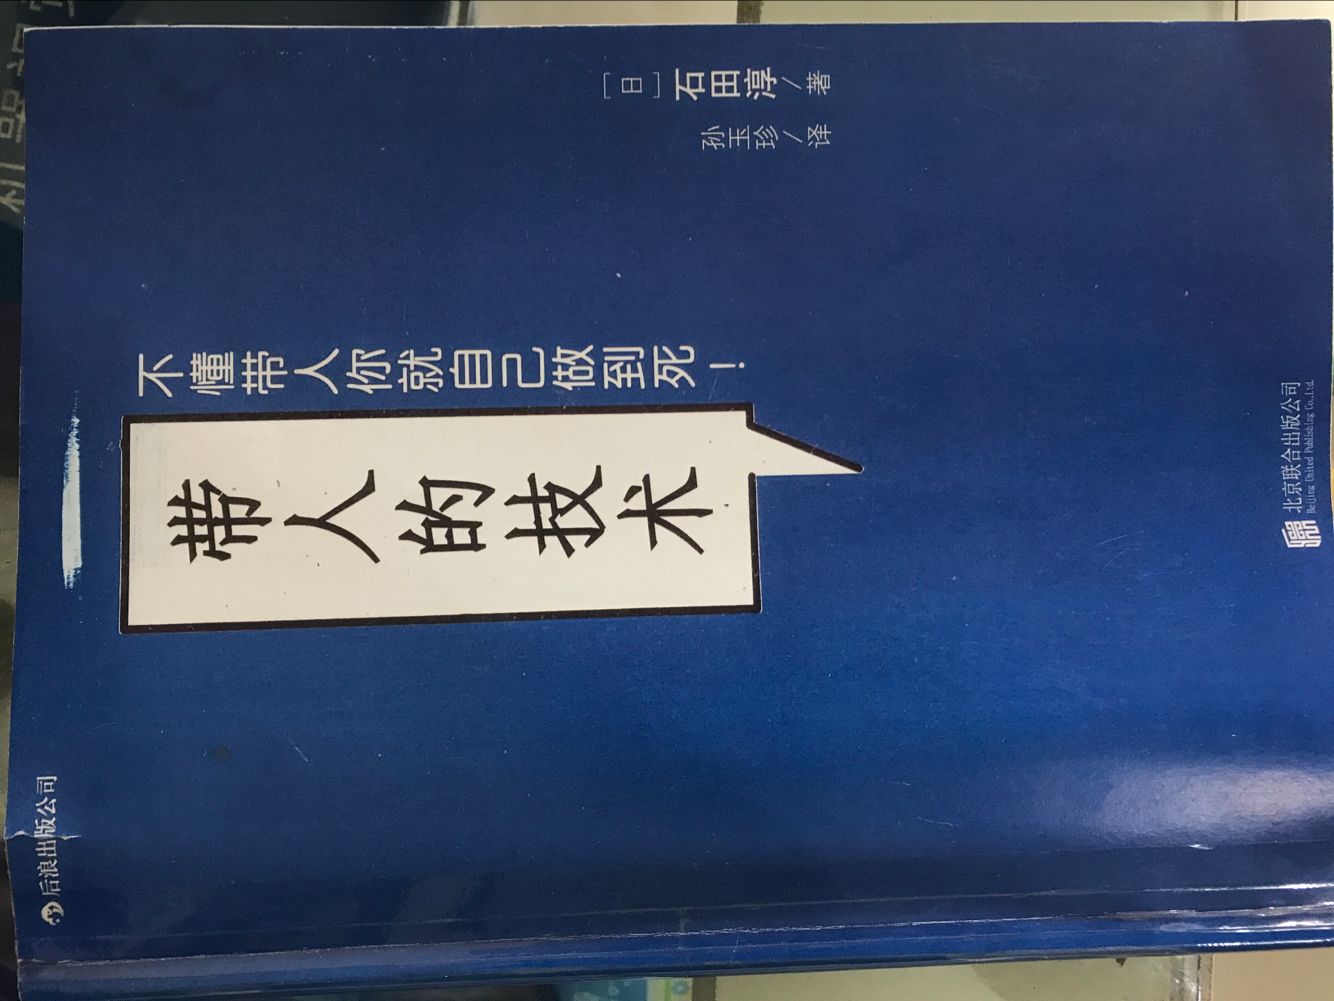 后浪出版公司
带人的技术
不懂带人你就自己做到死！
［日］石田淳/著
孙玉珍/译
北京联合出版公司
Beijing United Publishing Co.,Ltd.